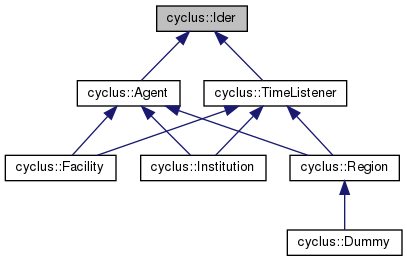 cyclus::Ider
cyclus::Agent
cyclus::TimeListener
cyclus::Facility
cyclus::Institution
cyclus::Region
cyclus::Dummy